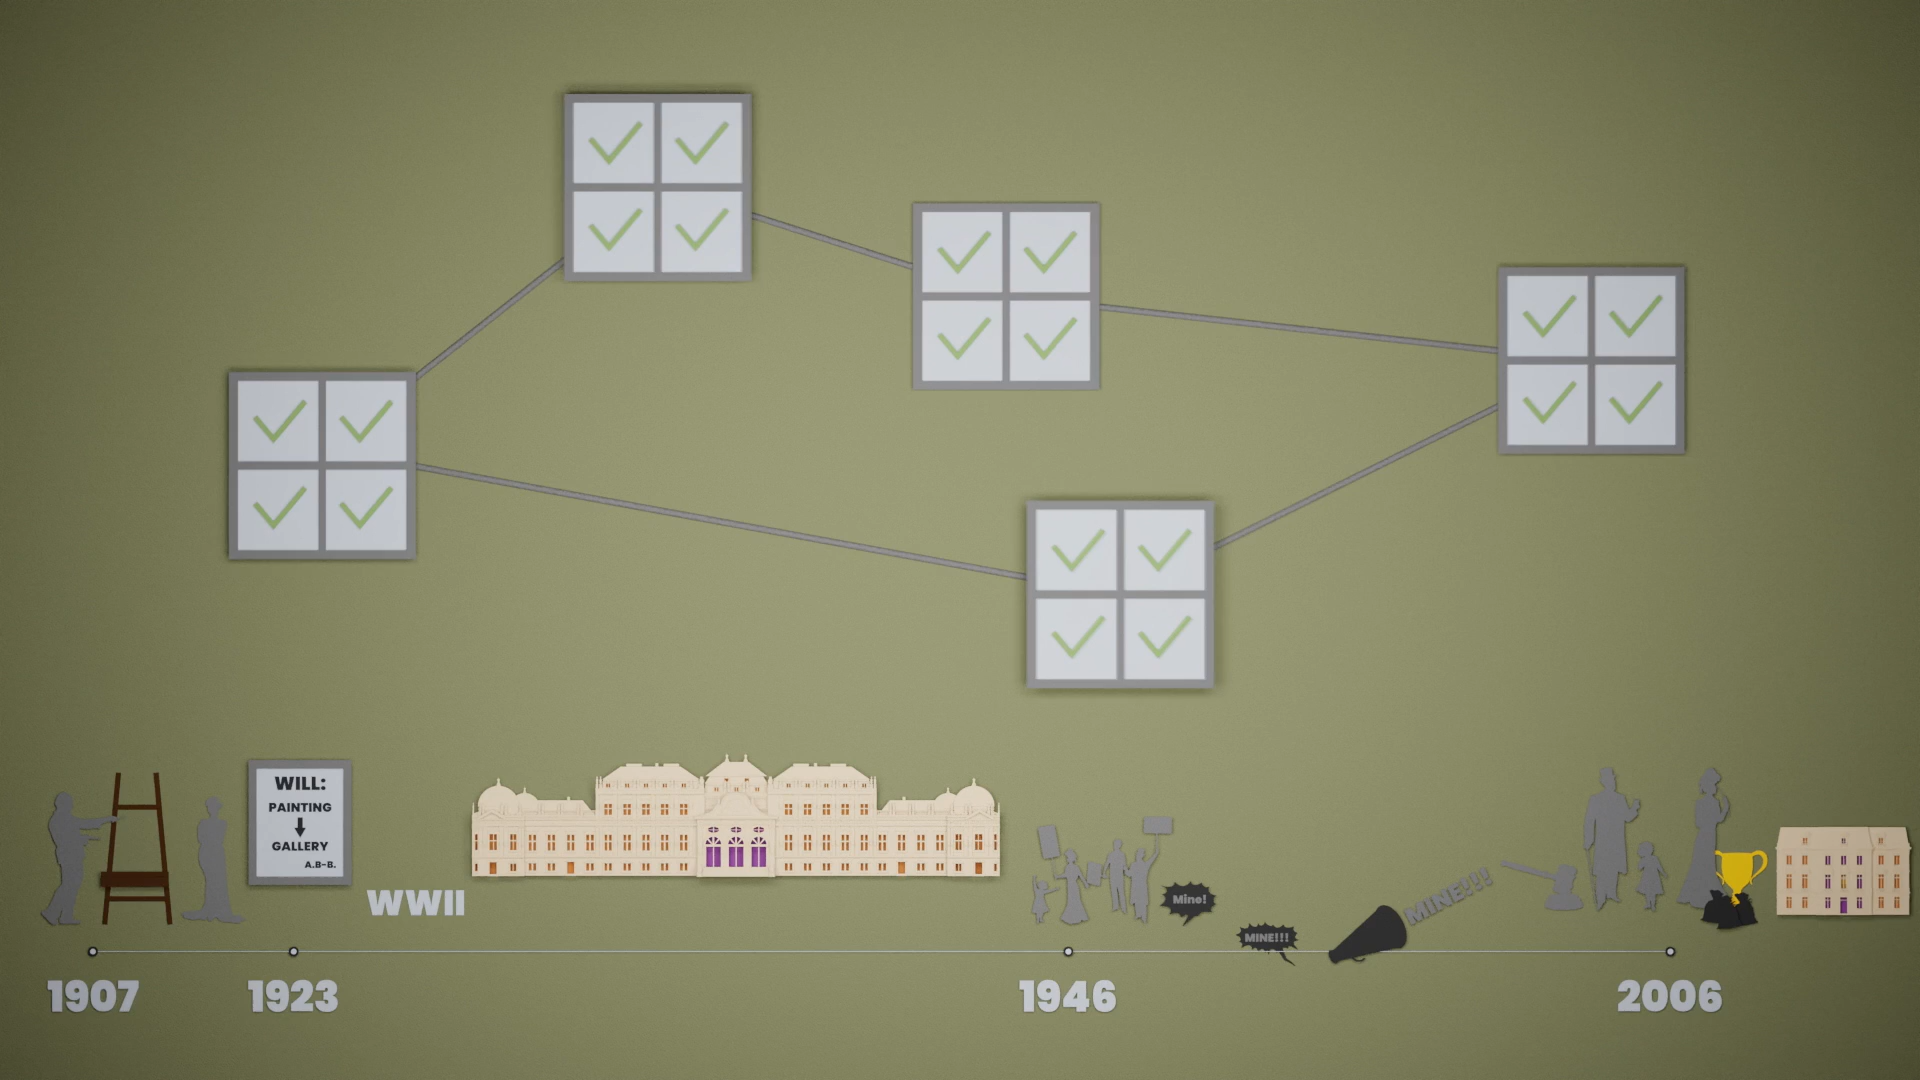 WILL:
PAINTING
GALLERY
A.B-B.
WWII
Mine!
MINE!!!
MINE!!!
1907
1923
1946
2006